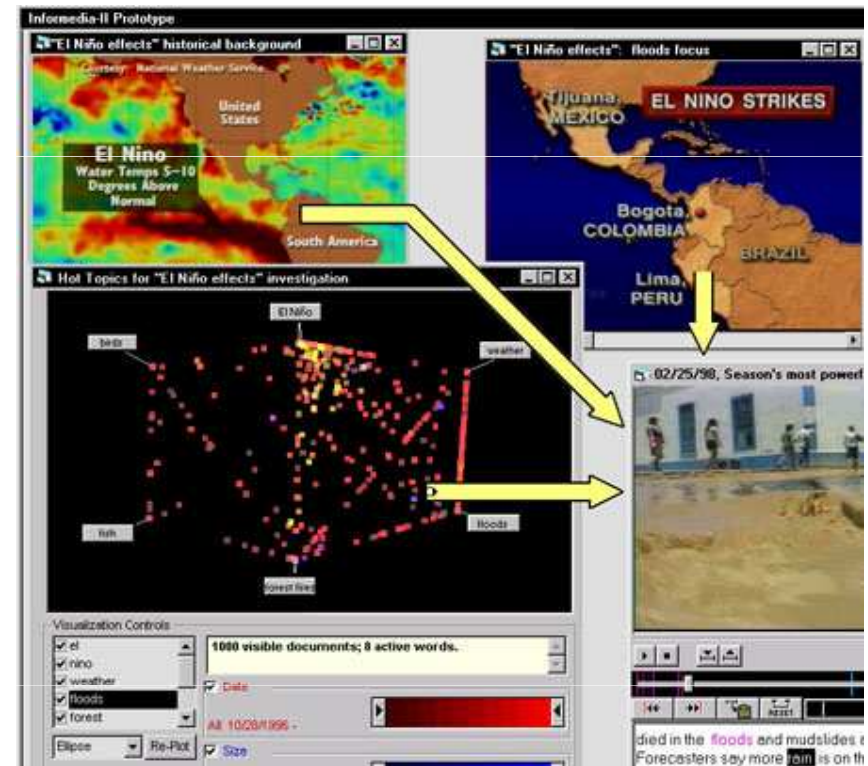 Informedia-II Prototype
"El Niño effects" historical background
Courtesy: National Weather Service
United
States
El Nino
Water Temps 5-10
Degrees Above
Normal
South America
"El Niño effects": floods focus
Tijuana,
MEXICO
EL NINO STRIKES
Bogota,
COLOMBIA
BRAZIL
Lima,
PERU
Hot Topics for "El Niño effects" investigation
El Niño
birds
weather
fish
floods
forest fires
02/25/98, Season's most powerf
Visualization Controls
el
nino
weather
floods
forest
Ellipse
Re-Plot
1000 visible documents; 8 active words.
Date
All: 10/28/1996 -
Size
RESET
died in the floods and mudslides a
Forecasters say more rain is on th